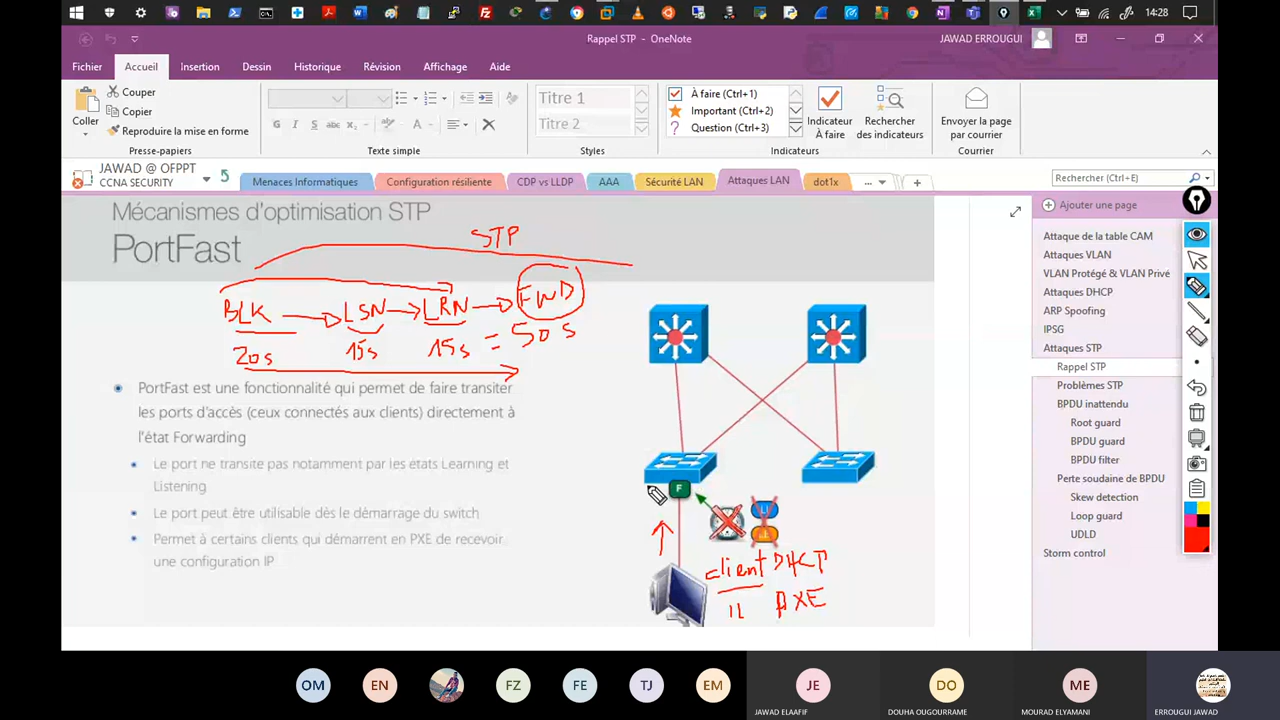 14:28
Rappel STP - OneNote
JAWAD ERROUGUI
Fichier
Accueil
Insertion
Dessin
Historique
Révision
Affichage
Aide
Coller
Couper
Copier
Reproduire la mise en forme
Presse-papiers
G I S abc x₂
A
Texte simple
Titre 1
Titre 2
Styles
À faire (Ctrl+1)
Important (Ctrl+2)
Question (Ctrl+3)
Indicateur
À faire
Rechercher
des indicateurs
Indicateurs
Envoyer la page
par courrier
Courrier
JAWAD @ OFPPT
CCNA SECURITY
Menaces Informatiques
Configuration résiliente
CDP vs LLDP
AAA
Sécurité LAN
Attaques LAN
dot1x
...
Rechercher (Ctrl+E)
Mécanismes d'optimisation STP
PortFast
STP
BLK → LSN → LRN → FWD
20s 15s 15s = 50s
PortFast est une fonctionnalité qui permet de faire transiter
les ports d'accès (ceux connectés aux clients) directement à
l'état Forwarding
Le port ne transite pas notamment par les états Learning et
Listening
Le port peut être utilisable dès le démarrage du switch
Permet à certains clients qui démarrent en PXE de recevoir
une configuration IP
F
client DHCP
PXE
Ajouter une page
Attaque de la table CAM
Attaques VLAN
VLAN Protégé & VLAN Privé
Attaques DHCP
ARP Spoofing
IPSG
Attaques STP
Rappel STP
Problèmes STP
BPDU inattendu
Root guard
BPDU guard
BPDU filter
Perte soudaine de BPDU
Skew detection
Loop guard
UDLD
Storm control
OM
EN
FZ
FE
TJ
EM
JE
DO
ME
JAWAD ELAAFIF
DOUHA OUGOURRAME
MOURAD ELYAMANI
ERROUGUI JAWAD